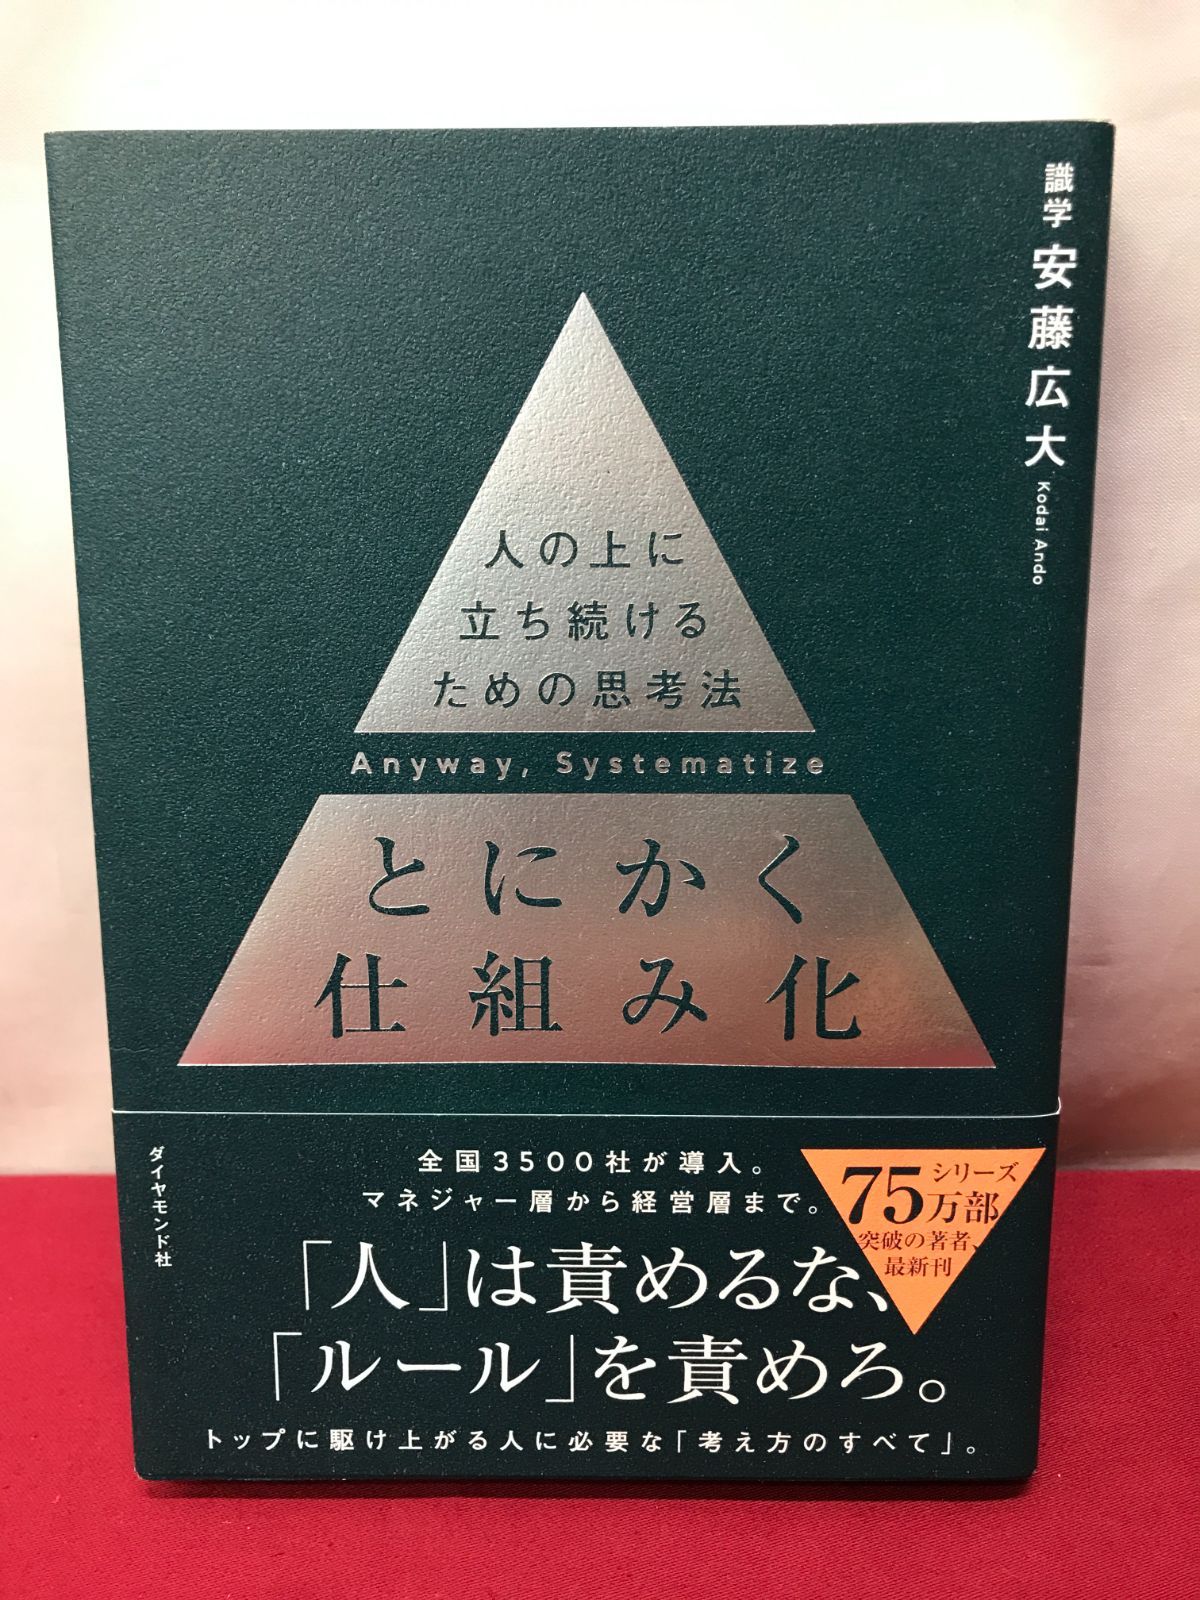 識学 安藤広大 Kodai Ando
人の上に
立ち続ける
ための思考法
Anyway, Systematize
とにかく
仕組み化
ダイヤモンド社
全国3500社が導入。
マネジャー層から経営層まで。
シリーズ
75万部
突破の著者、
最新刊
「人」は責めるな、
「ルール」を責めろ。
トップに駆け上がる人に必要な「考え方のすべて」。